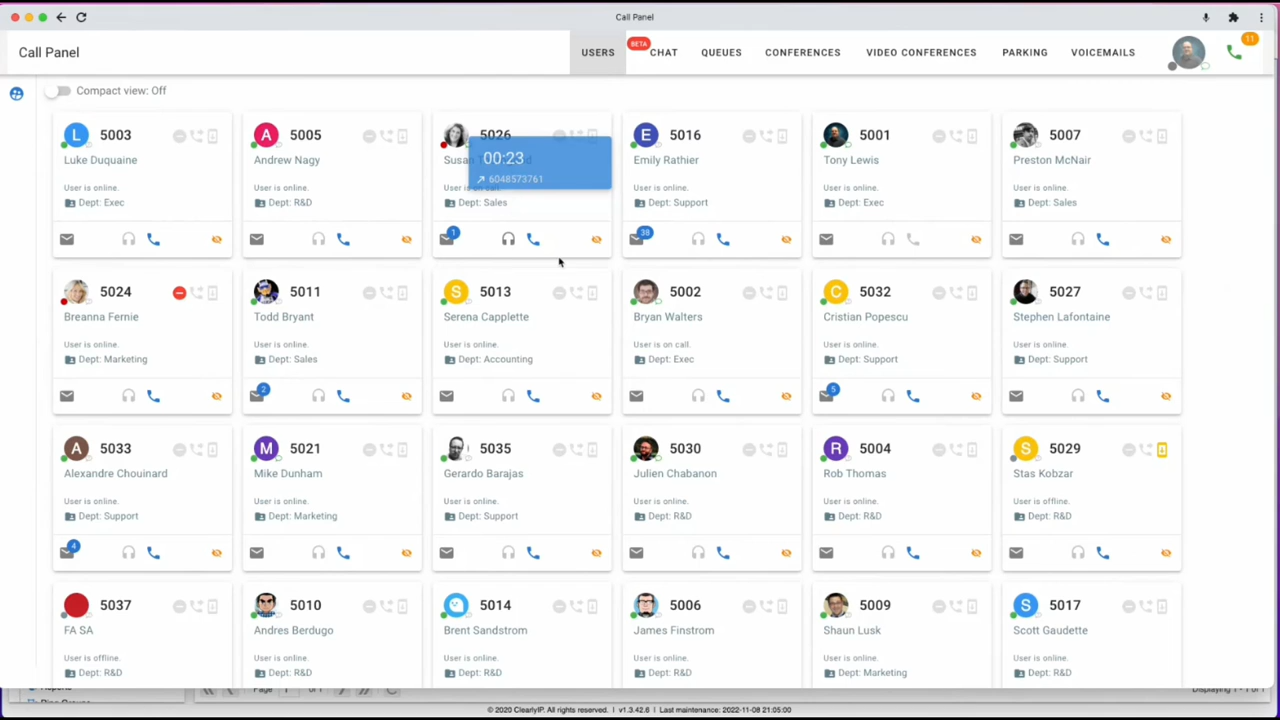 Call Panel
Call Panel
USERS
BETA
CHAT
QUEUES
CONFERENCES
VIDEO CONFERENCES
PARKING
VOICEMAILS
11
Compact view: Off
L 5003
Luke Duquaine
User is online.
Dept: Exec
A 5005
Andrew Nagy
User is online.
Dept: R&D
5026
00:23
6048573761
Dept: Sales
1
E 5016
Emily Rathier
User is online.
Dept: Support
38
5001
Tony Lewis
User is online.
Dept: Exec
5007
Preston McNair
User is online.
Dept: Sales
5024
Breanna Fernie
User is online.
Dept: Marketing
5011
Todd Bryant
User is online.
Dept: Sales
2
S 5013
Serena Capplette
User is online.
Dept: Accounting
5002
Bryan Walters
User is on call.
Dept: Exec
C 5032
Cristian Popescu
User is online.
Dept: Support
5
5027
Stephen Lafontaine
User is online
Dept: Support
A 5033
Alexandre Chouinard
User is online.
Dept: Support
4
M 5021
Mike Dunham
User is online.
Dept: Marketing
5035
Gerardo Barajas
User is online.
Dept: Support
5030
Julien Chabanon
User is online.
Dept: R&D
R 5004
Rob Thomas
User is online.
Dept: R&D
S 5029
Stas Kobzar
User is offline.
Dept: R&D
5037
FA SA
User is offline.
Dept: R&D
5010
Andres Berdugo
User is online.
Dept: R&D
5014
Brent Sandstrom
User is online.
Dept: R&D
5006
James Finstrom
User is online.
Dept: R&D
5009
Shaun Lusk
User is online.
Dept: Marketing
S 5017
Scott Gaudette
User is online.
Dept: R&D
Page 1 of 1
Displaying 1 - 1 of 1
© 2020 ClearlyIP. All rights reserved. | v1.3.42.6 | Last maintenance: 2022-11-08 21:05:00